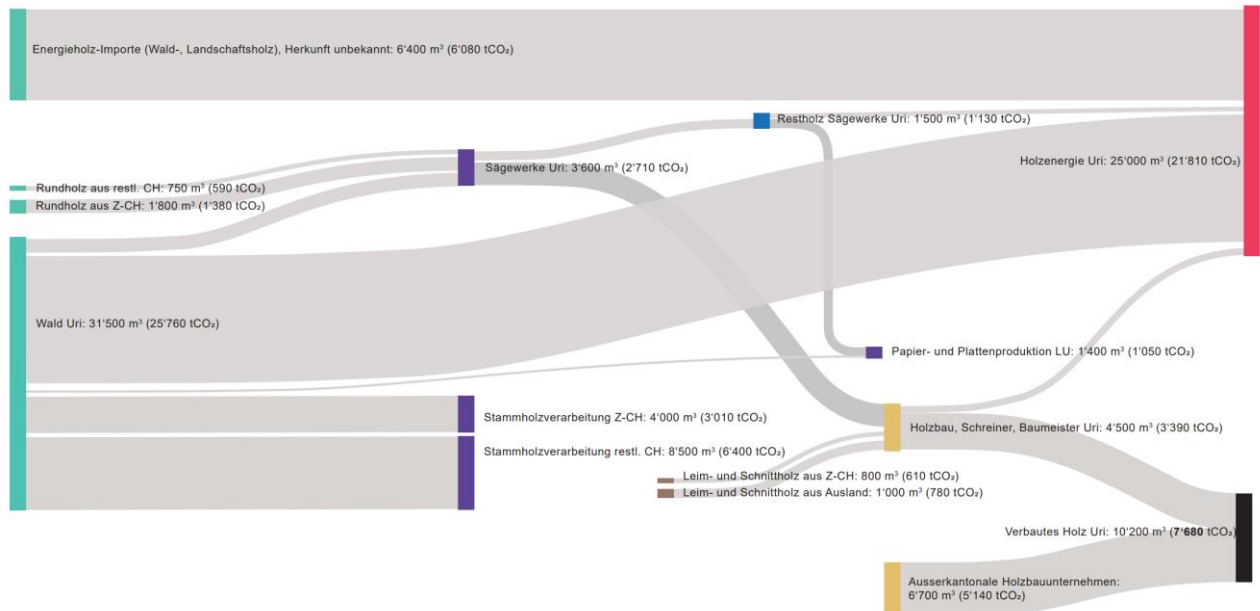 Energieholz-Importe (Wald-, Landschaftsholz), Herkunft unbekannt: 6‘400 m³ (6‘080 tCO₂)
Restholz Sägewerke Uri: 1‘500 m³ (1‘130 tCO₂)
Holzenergie Uri: 25‘000 m³ (21‘810 tCO₂)
Sägewerke Uri: 3‘600 m³ (2‘710 tCO₂)
Rundholz aus restl. CH: 750 m³ (590 tCO₂)
Rundholz aus Z-CH: 1‘800 m³ (1‘380 tCO₂)
Wald Uri: 31‘500 m³ (25‘760 tCO₂)
Papier- und Plattenproduktion LU: 1‘400 m³ (1‘050 tCO₂)
Stammholzverarbeitung Z-CH: 4‘000 m³ (3‘010 tCO₂)
Holzbau, Schreiner, Baumeister Uri: 4‘500 m³ (3‘390 tCO₂)
Stammholzverarbeitung restl. CH: 8‘500 m³ (6‘400 tCO₂)
Leim- und Schnittholz aus Z-CH: 800 m³ (610 tCO₂)
Leim- und Schnittholz aus Ausland: 1‘000 m³ (780 tCO₂)
Verbautes Holz Uri: 10‘200 m³ (7‘680 tCO₂)
Ausserkantonale Holzbauunternehmen:
6‘700 m³ (5‘140 tCO₂)